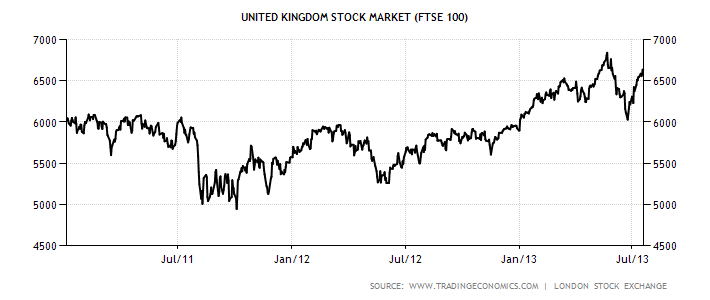 UNITED KINGDOM STOCK MARKET (FTSE 100)
7000 7000
6500 6500
6000 6000
5500 5500
5000 5000
4500 4500
Jul/11 Jan/12 Jul/12 Jan/13 Jul/13
SOURCE: WWW.TRADINGECONOMICS.COM | LONDON STOCK EXCHANGE